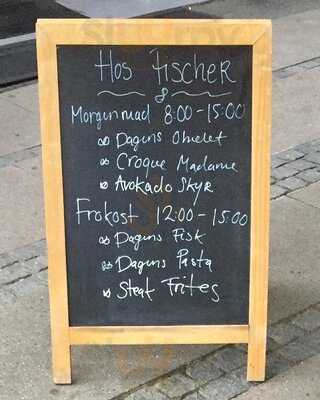 Hos Fischer
Morgenmad 8:00-15:00
Dagens Omelet
Croque Madame
Avokado Skyr
Frokost 12:00-15:00
Dagens Fisk
Dagens Pasta
Steak Frites